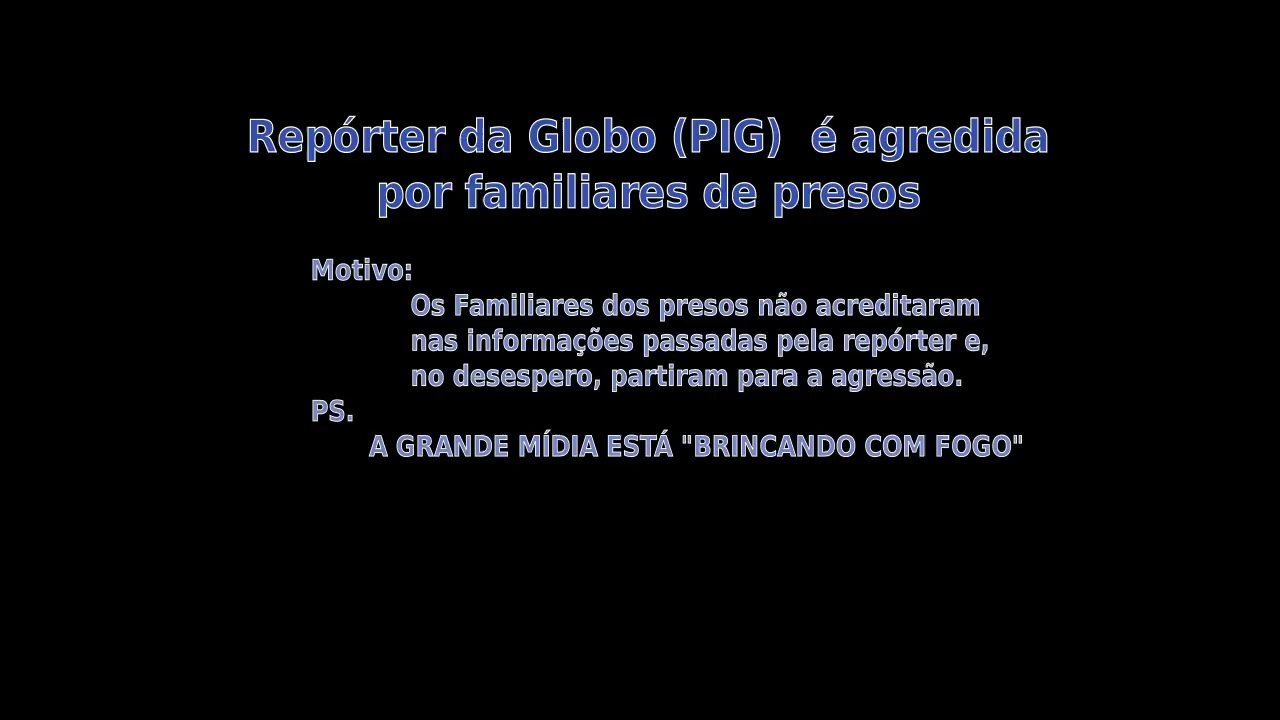 Repórter da Globo (PIG)  é agredida
por familiares de presos
Motivo:
Os Familiares dos presos não acreditaram
nas informações passadas pela repórter e,
no desespero, partiram para a agressão.
PS.
A GRANDE MÍDIA ESTÁ "BRINCANDO COM FOGO"